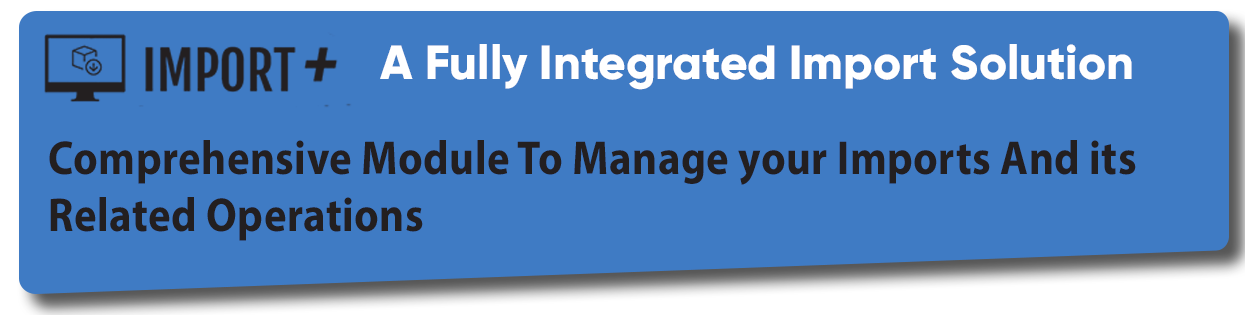 IMPORT+ A Fully Integrated Import Solution
Comprehensive Module To Manage your Imports And its
Related Operations